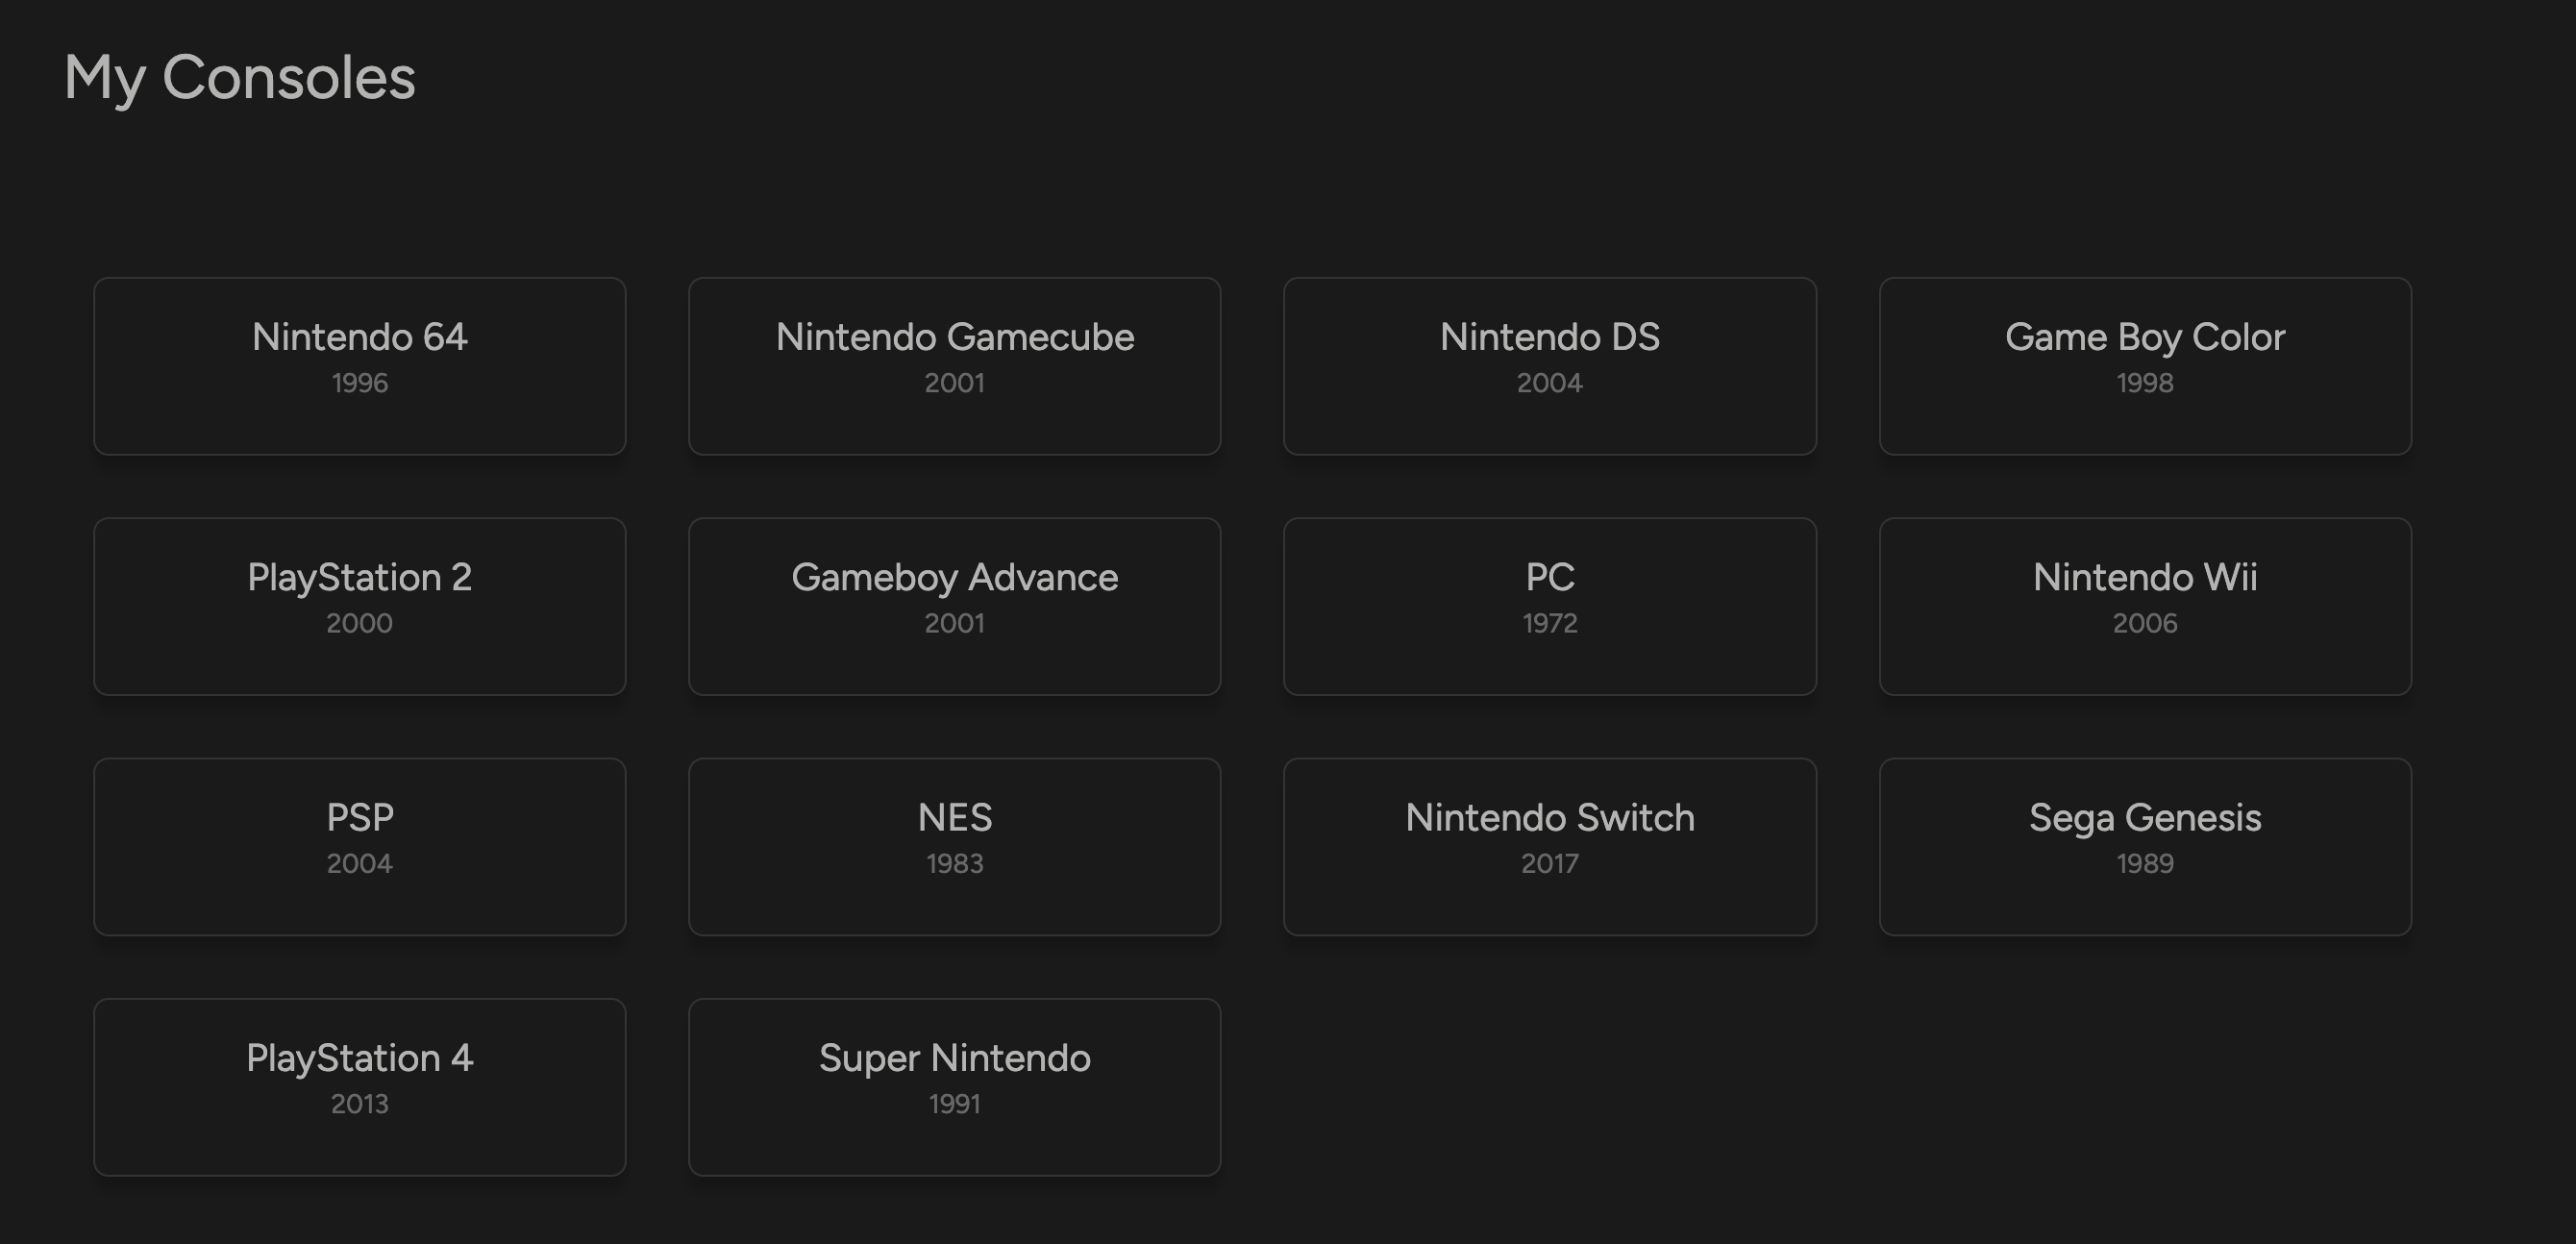 My Consoles
Nintendo 64
1996
Nintendo Gamecube
2001
Nintendo DS
2004
Game Boy Color
1998
PlayStation 2
2000
Gameboy Advance
2001
PC
1972
Nintendo Wii
2006
PSP
2004
NES
1983
Nintendo Switch
2017
Sega Genesis
1989
PlayStation 4
2013
Super Nintendo
1991